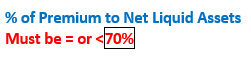 % of Premium to Net Liquid Assets
Must be = or <70%